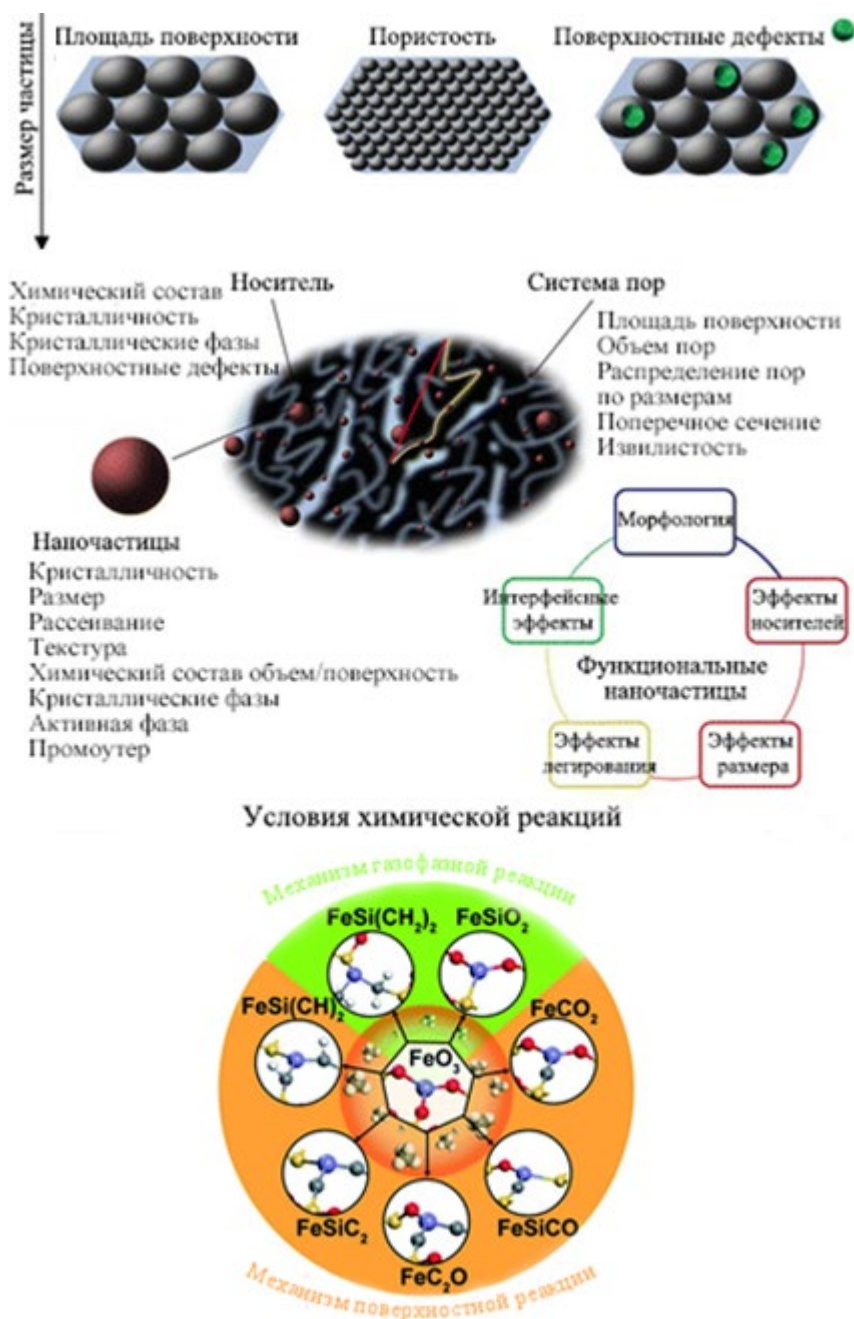 Размер частицы
Площадь поверхности
Пористость
Поверхностные дефекты
Носитель
Химический состав
Кристалличность
Кристаллические фазы
Поверхностные дефекты
Система пор
Площадь поверхности
Объем пор
Распределение пор
по размерам
Поперечное сечение
Извилистость
Наночастицы
Кристалличность
Размер
Рассеивание
Текстура
Химический состав объем/поверхность
Кристаллические фазы
Активная фаза
Промоутер
Морфология
Интерфейсные
эффекты
Эффекты
носителей
Функциональные
наночастицы
Эффекты
легирования
Эффекты
размера
Условия химической реакций
Механизм газофазной реакции
FeSi(CH₂)₂
FeSiO₂
FeSi(CH)₂
FeCO₂
FeO₃
FeSiC₂
FeSiCO
FeC₂O
Механизм поверхностной реакции